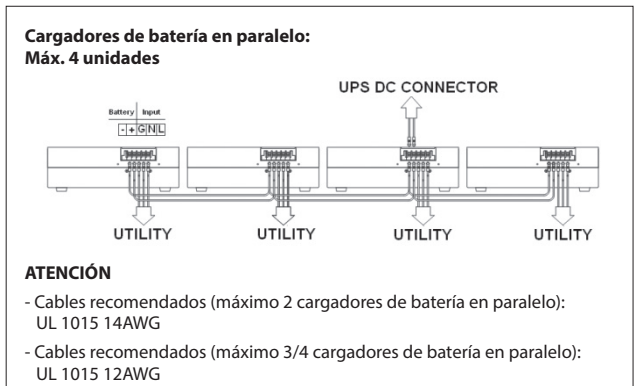 Cargadores de batería en paralelo:
Máx. 4 unidades
UPS DC CONNECTOR
Battery Input
- + G N L
UTILITY UTILITY UTILITY UTILITY
ATENCIÓN
- Cables recomendados (máximo 2 cargadores de batería en paralelo):
UL 1015 14AWG
- Cables recomendados (máximo 3/4 cargadores de batería en paralelo):
UL 1015 12AWG